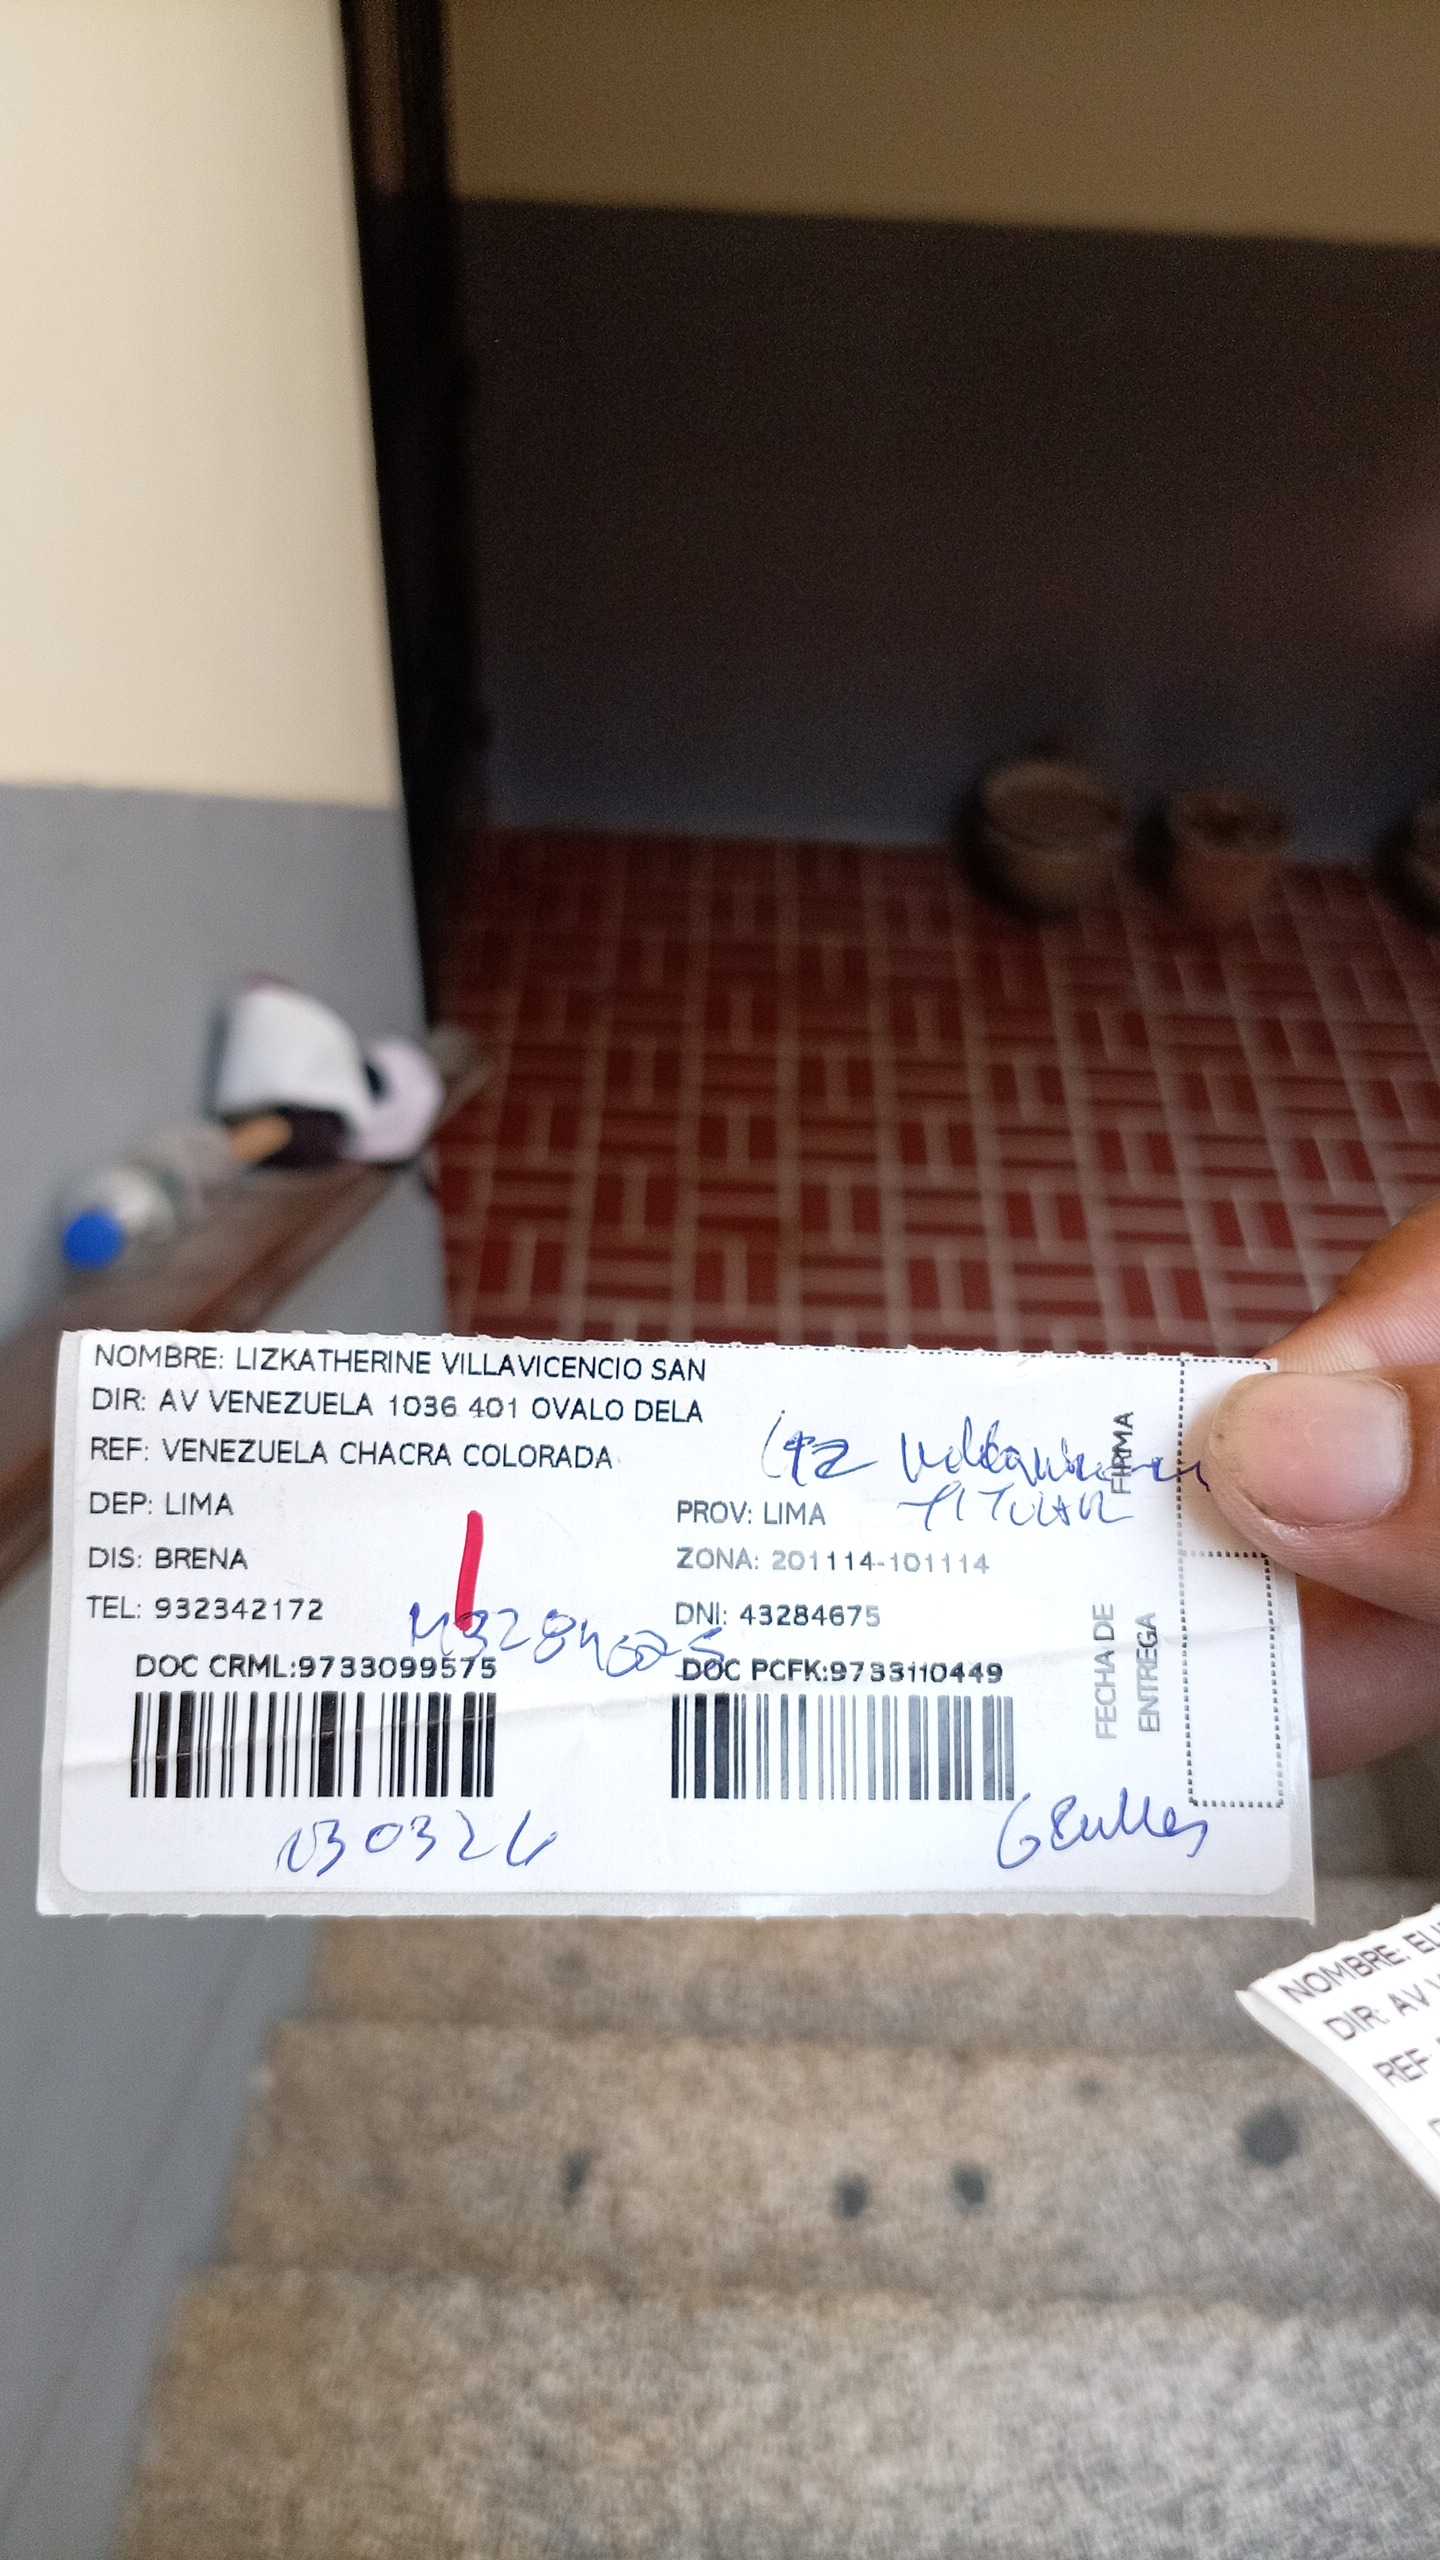 NOMBRE: LIZKATHERINE VILLAVICENCIO SAN
DIR: AV VENEZUELA 1036 401 OVALO DELA
REF: VENEZUELA CHACRA COLORADA
DEP: LIMA
PROV: LIMA
TITULAR
FIRMA
DIS: BRENA
ZONA: 201114-101114
TEL: 932342172
DNI: 43284675
43284675
DOC CRML:9733099575
DOC PCFK:9733110449
FECHA DE
ENTREGA
NOMBRE:
DIR: AV
REF